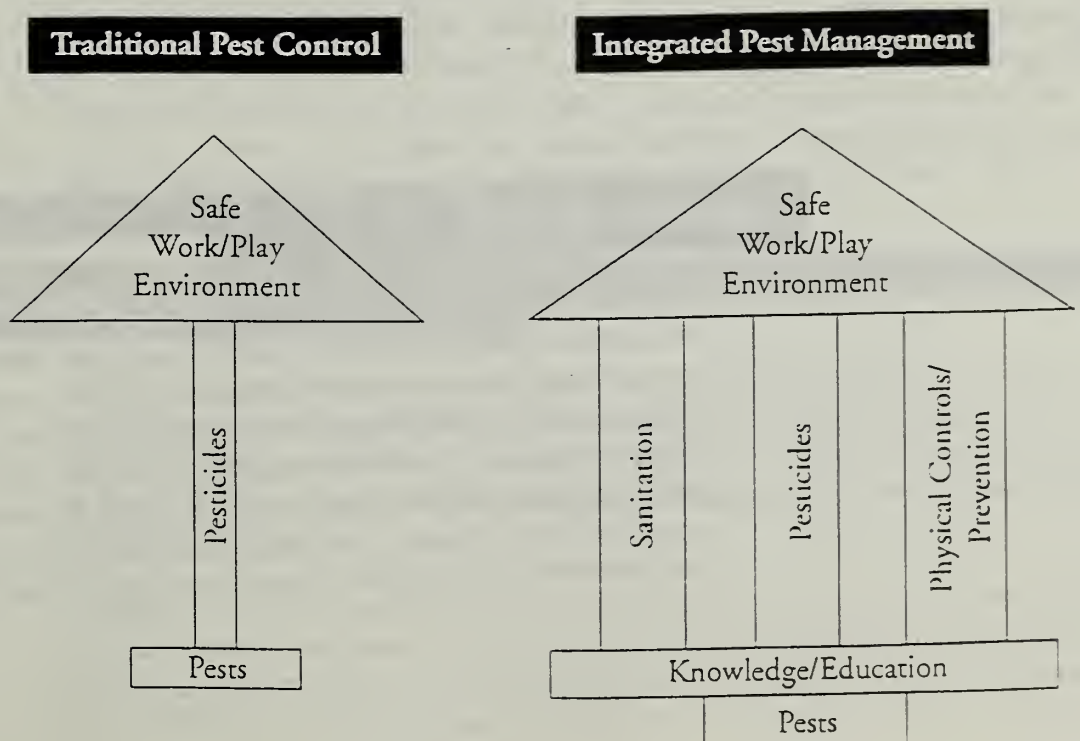 Traditional Pest Control
Safe
Work/Play
Environment
Pesticides
Pests
Integrated Pest Management
Safe
Work/Play
Environment
Sanitation
Pesticides
Physical Controls/
Prevention
Knowledge/Education
Pests